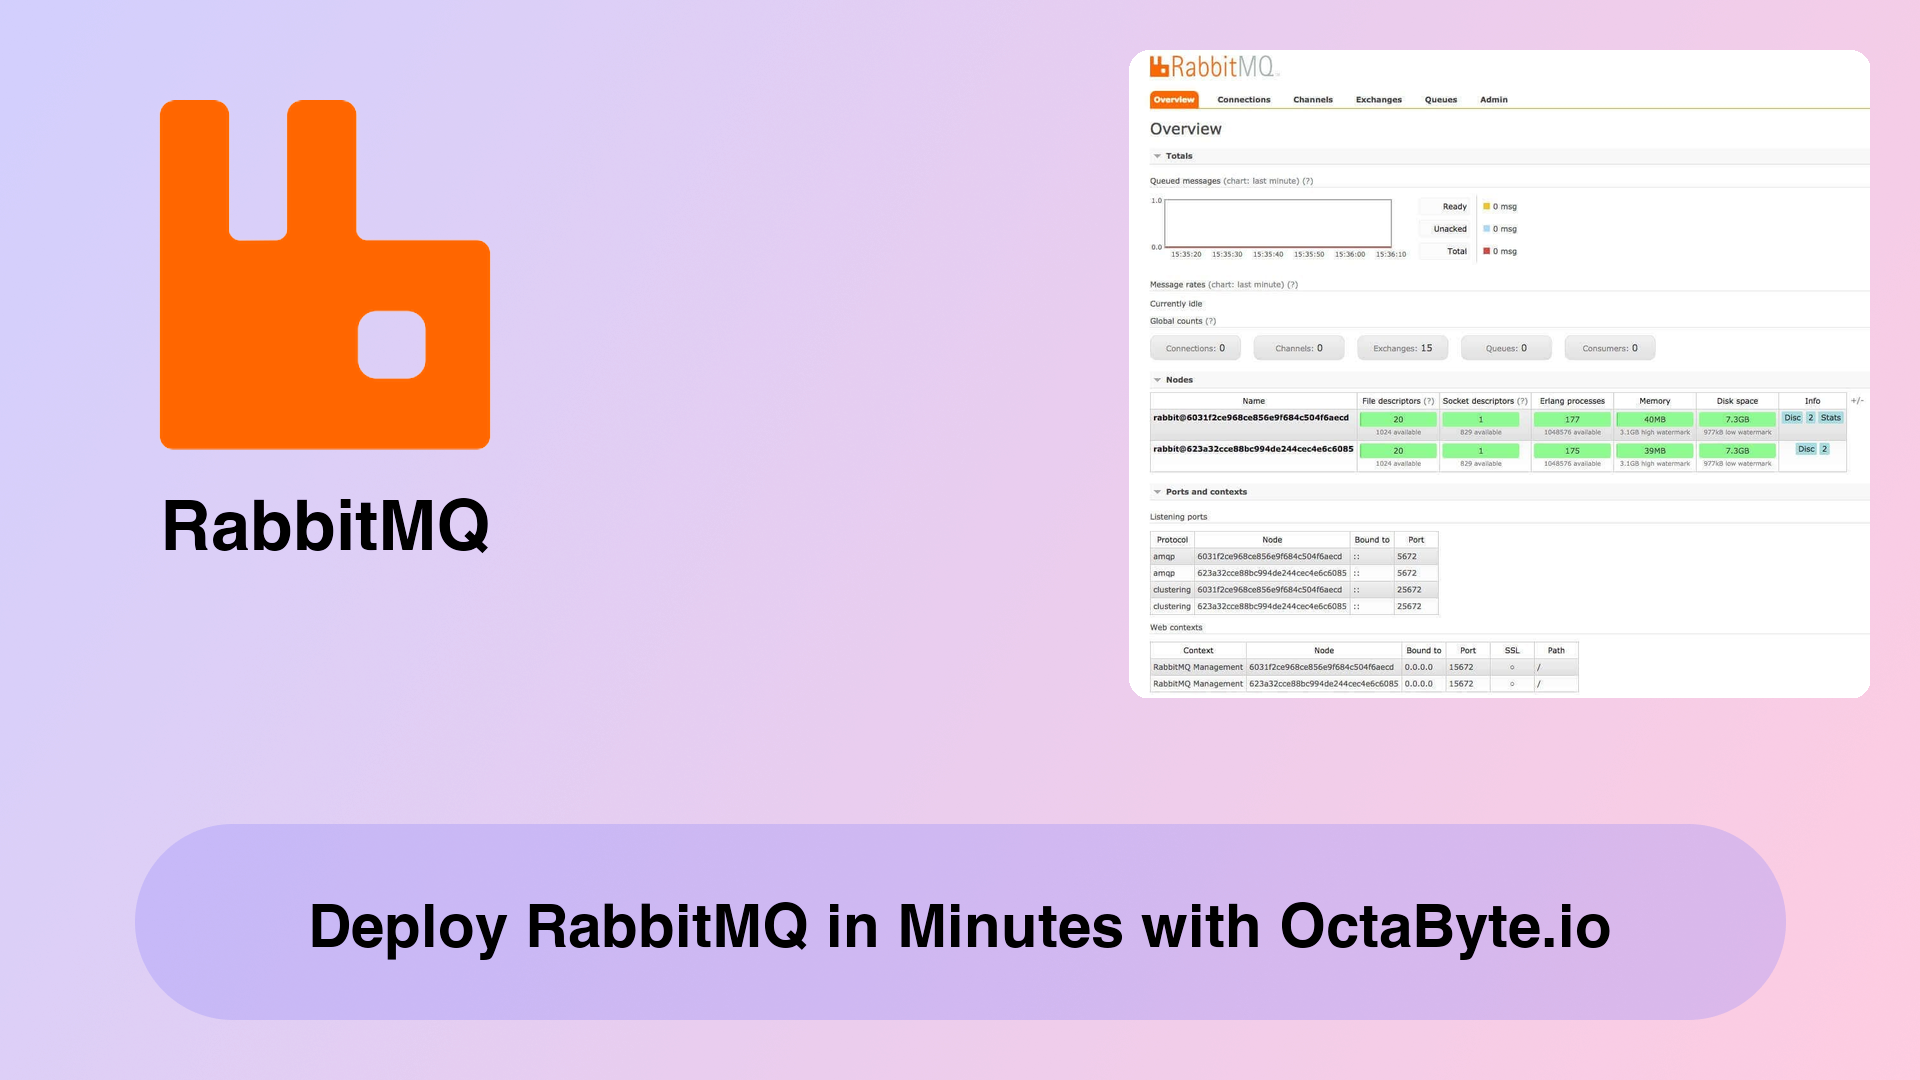 RabbitMQ
RabbitMQ
Overview Connections Channels Exchanges Queues Admin
Overview
Totals
Queued messages (chart: last minute) (?)
1.0
0.0
15:35:20 15:35:30 15:35:40 15:35:50 15:36:00 15:36:10
Ready 0 msg
Unacked 0 msg
Total 0 msg
Message rates (chart: last minute) (?)
Currently idle
Global counts (?)
Connections: 0 Channels: 0 Exchanges: 15 Queues: 0 Consumers: 0
Nodes
Name File descriptors (?) Socket descriptors (?) Erlang processes Memory Disk space Info +/-
rabbit@6031f2ce968ce856e9f684c504f6aecd 20 1 177 40MB 7.3GB Disc 2 Stats
1024 available 829 available 1048576 available 3.1GB high watermark 977kB low watermark
rabbit@623a32cce88bc994de244cec4e6c6085 20 1 175 39MB 7.3GB Disc 2
1024 available 829 available 1048576 available 3.1GB high watermark 977kB low watermark
Ports and contexts
Listening ports
Protocol Node Bound to Port
amqp 6031f2ce968ce856e9f684c504f6aecd :: 5672
amqp 623a32cce88bc994de244cec4e6c6085 :: 5672
clustering 6031f2ce968ce856e9f684c504f6aecd :: 25672
clustering 623a32cce88bc994de244cec4e6c6085 :: 25672
Web contexts
Context Node Bound to Port SSL Path
RabbitMQ Management 6031f2ce968ce856e9f684c504f6aecd 0.0.0.0 15672 ○ /
RabbitMQ Management 623a32cce88bc994de244cec4e6c6085 0.0.0.0 15672 ○ /
Deploy RabbitMQ in Minutes with OctaByte.io